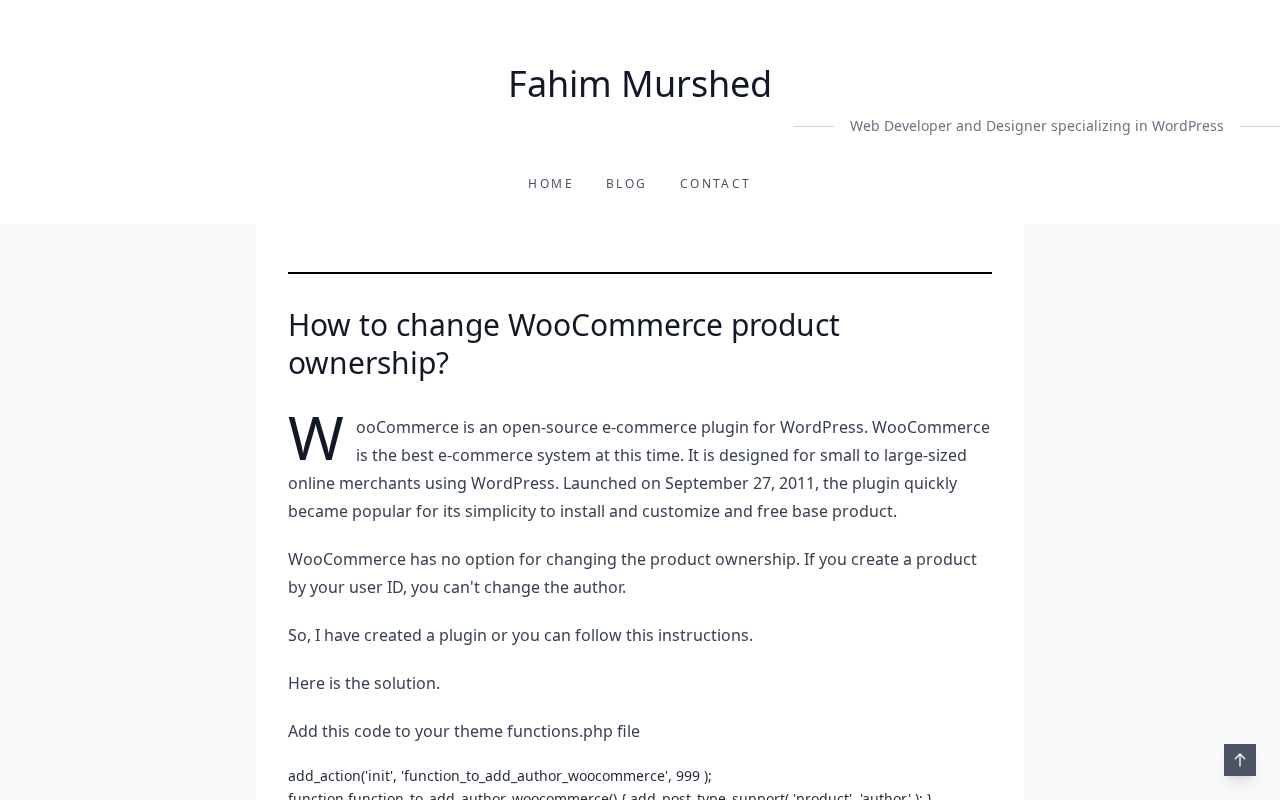 Fahim Murshed
Web Developer and Designer specializing in WordPress
HOME BLOG CONTACT
How to change WooCommerce product
ownership?
WooCommerce is an open-source e-commerce plugin for WordPress. WooCommerce
is the best e-commerce system at this time. It is designed for small to large-sized
online merchants using WordPress. Launched on September 27, 2011, the plugin quickly
became popular for its simplicity to install and customize and free base product.
WooCommerce has no option for changing the product ownership. If you create a product
by your user ID, you can't change the author.
So, I have created a plugin or you can follow this instructions.
Here is the solution.
Add this code to your theme functions.php file
add_action('init', 'function_to_add_author_woocommerce', 999 );
function function_to_add_author_woocommerce() { add_post_type_support( 'product', 'author' ); }